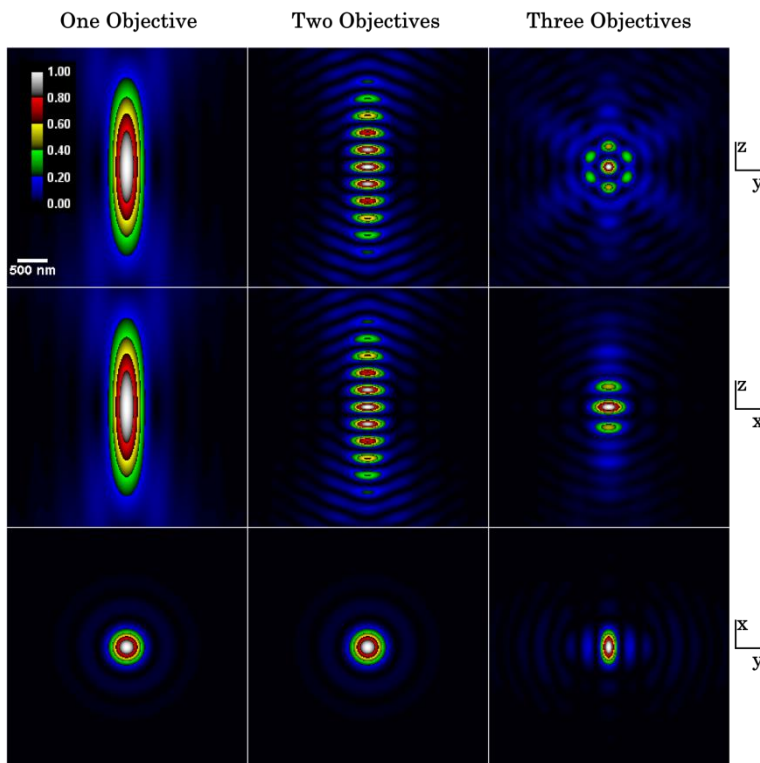 One Objective Two Objectives Three Objectives
1.00
0.80
0.60
0.40
0.20
0.00
500 nm
z
y
z
x
x
y